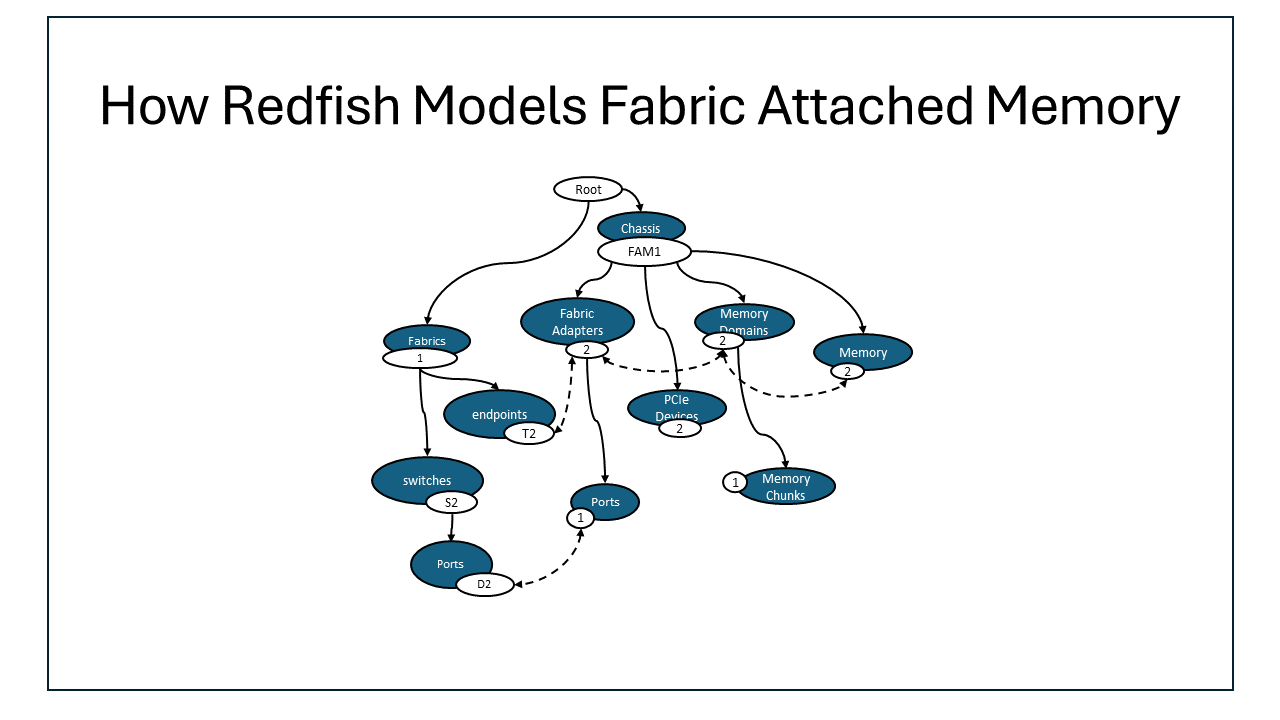 How Redfish Models Fabric Attached Memory
Root
Chassis
FAM1
Fabric
Adapters
2
Memory
Domains
2
Fabrics
1
Memory
2
PCIe
Devices
2
endpoints
T2
switches
S2
Memory
Chunks
1
Ports
1
Ports
D2